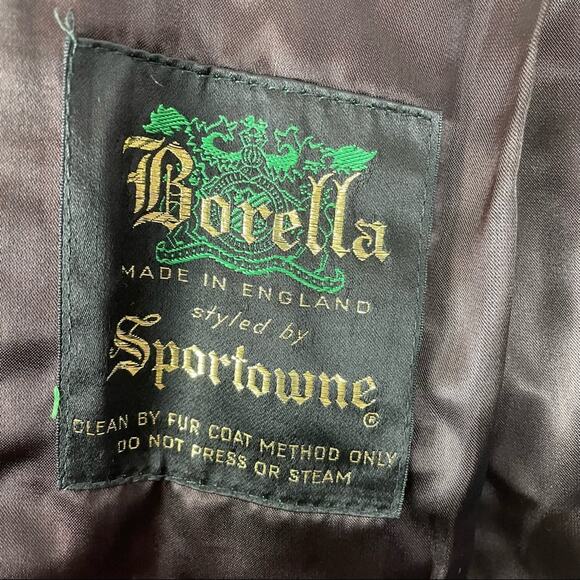 Borella
MADE IN ENGLAND
styled by
Sportowne®
CLEAN BY FUR COAT METHOD ONLY
DO NOT PRESS OR STEAM